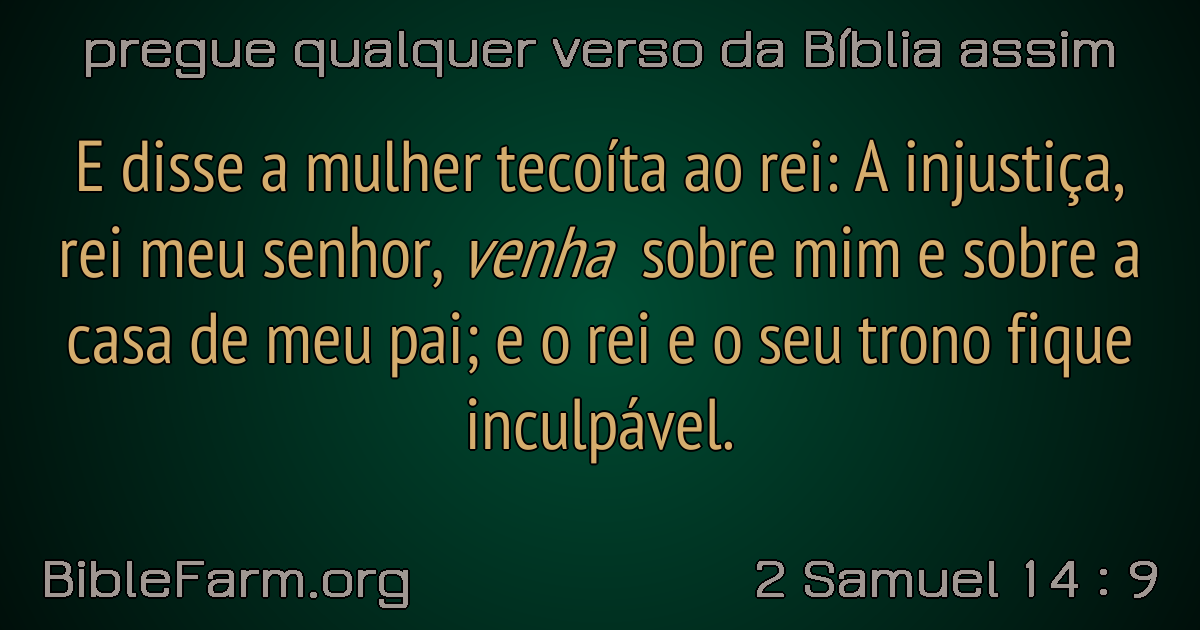 pregue qualquer verso da Bíblia assim
E disse a mulher tecoíta ao rei: A injustiça,
rei meu senhor, venha sobre mim e sobre a
casa de meu pai; e o rei e o seu trono fique
inculpável.
BibleFarm.org
2 Samuel 14 : 9